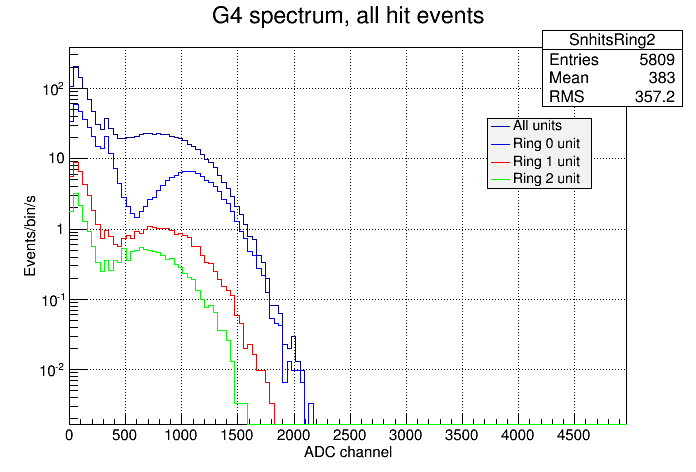 G4 spectrum, all hit events
SnhitsRing2
Entries 5809
Mean 383
RMS 357.2
All units
Ring 0 unit
Ring 1 unit
Ring 2 unit
Events/bin/s
10²
10
1
10⁻¹
10⁻²
0 500 1000 1500 2000 2500 3000 3500 4000 4500
ADC channel